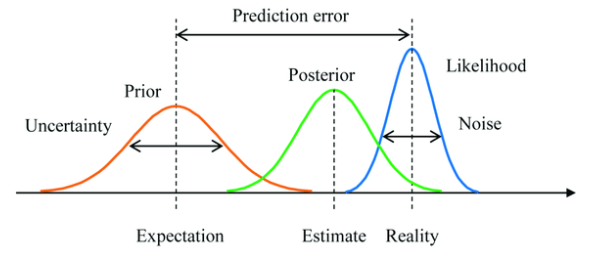 Prediction error
Likelihood
Posterior
Prior
Uncertainty
Noise
Expectation
Estimate
Reality